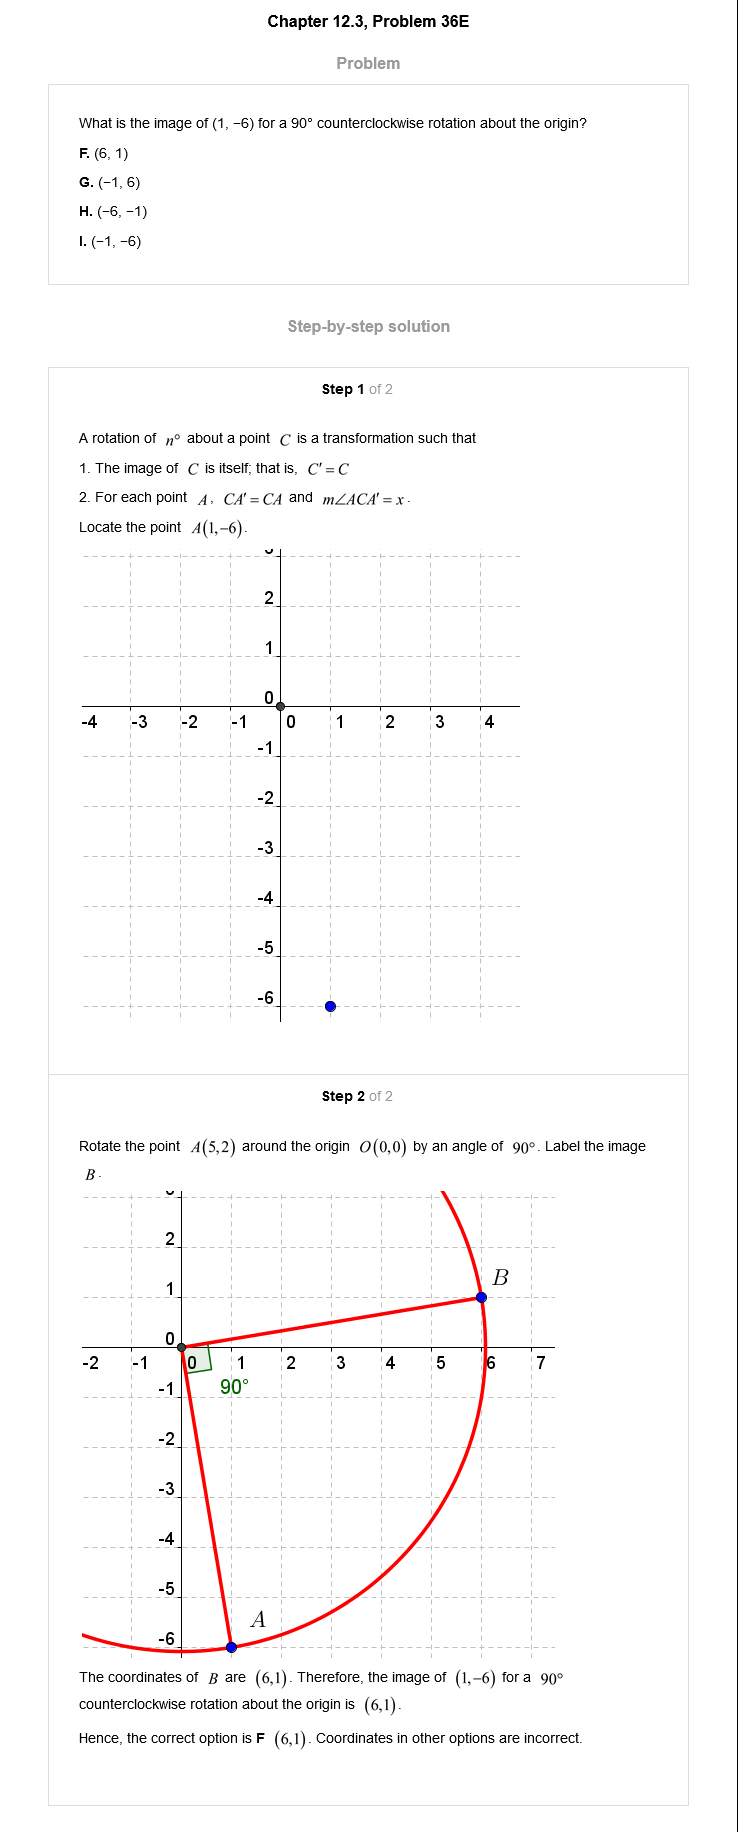 Chapter 12.3, Problem 36E
Problem
What is the image of (1, −6) for a 90° counterclockwise rotation about the origin?
F. (6, 1)
G. (−1, 6)
H. (−6, −1)
I. (−1, −6)
Step-by-step solution
Step 1 of 2
A rotation of n° about a point C is a transformation such that
1. The image of C is itself; that is, C′ = C
2. For each point A, CA′ = CA and m∠ACA′ = x.
Locate the point A(1,−6).
2
1
0
-4 -3 -2 -1 0 1 2 3 4
-1
-2
-3
-4
-5
-6
Step 2 of 2
Rotate the point A(5,2) around the origin O(0,0) by an angle of 90°. Label the image
B.
2
B
1
0
-2 -1 0 1 2 3 4 5 6 7
-1 90°
-2
-3
-4
-5
A
-6
The coordinates of B are (6,1). Therefore, the image of (1,−6) for a 90°
counterclockwise rotation about the origin is (6,1).
Hence, the correct option is F (6,1). Coordinates in other options are incorrect.